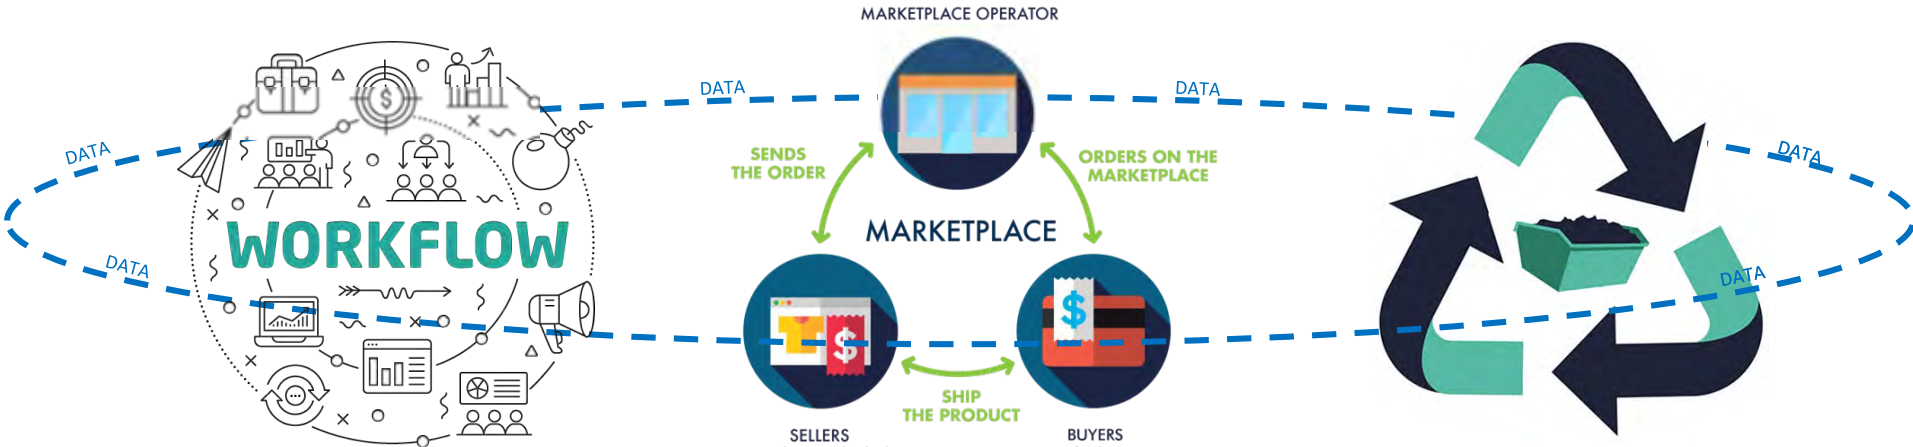 MARKETPLACE OPERATOR
DATA
DATA
DATA
SENDS
THE ORDER
ORDERS ON THE
MARKETPLACE
DATA
WORKFLOW
MARKETPLACE
DATA
DATA
SHIP
THE PRODUCT
SELLERS
BUYERS